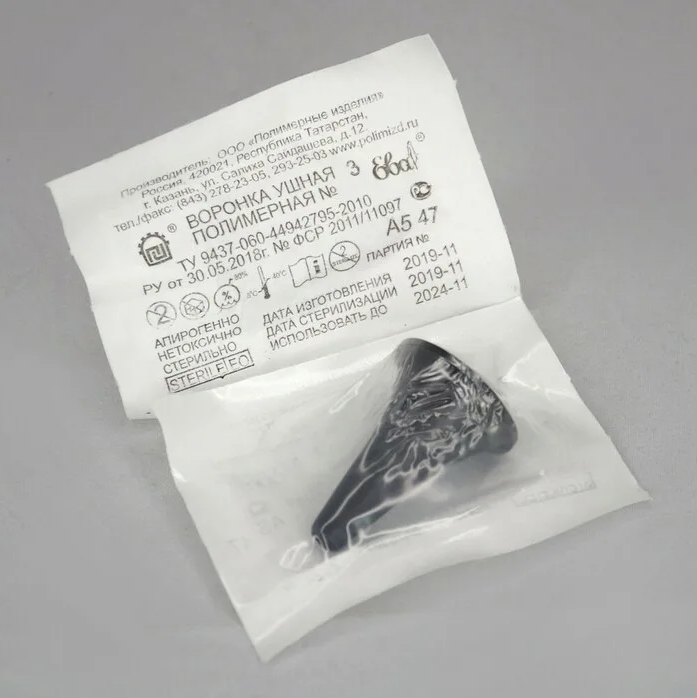 Производитель: ООО «Полимерные изделия»
Россия, 420021, Республика Татарстан,
г. Казань, ул. Салиха Сайдашева, д.12
тел./факс: (843) 278-23-05, 293-25-03 www.polimizd.ru
ВОРОНКА УШНАЯ 3
ПОЛИМЕРНАЯ №
Eba ®
ТУ 9437-060-44942795-2010
РУ от 30.05.2018г. № ФСР 2011/11097
ПАРТИЯ № А5 47
АПИРОГЕННО
НЕТОКСИЧНО
СТЕРИЛЬНО
STERILE EO
ДАТА ИЗГОТОВЛЕНИЯ 2019-11
ДАТА СТЕРИЛИЗАЦИИ 2019-11
ИСПОЛЬЗОВАТЬ ДО 2024-11